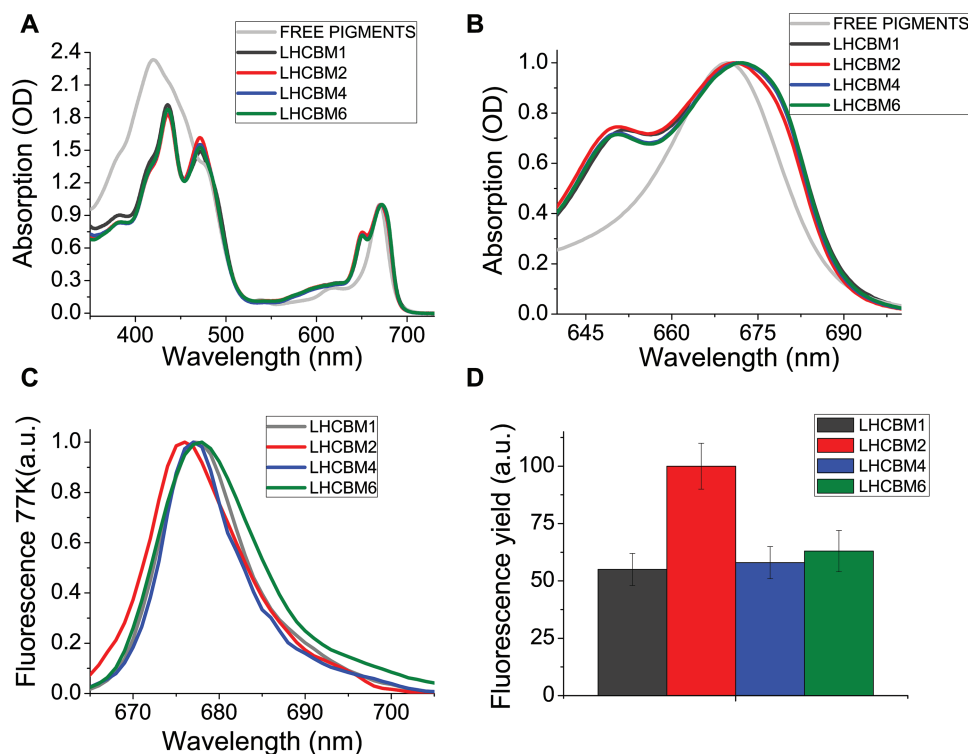 A
FREE PIGMENTS
LHCBM1
LHCBM2
LHCBM4
LHCBM6
Absorption (OD)
2.4
2.1
1.8
1.5
1.2
0.9
0.6
0.3
0.0
400 500 600 700
Wavelength (nm)
B
FREE PIGMENTS
LHCBM1
LHCBM2
LHCBM4
LHCBM6
Absorption (OD)
1.0
0.8
0.6
0.4
0.2
0.0
645 660 675 690
Wavelength (nm)
C
LHCBM1
LHCBM2
LHCBM4
LHCBM6
Fluorescence 77K(a.u.)
1.0
0.8
0.6
0.4
0.2
0.0
670 680 690 700
Wavelength (nm)
D
LHCBM1
LHCBM2
LHCBM4
LHCBM6
Fluorescence yield (a.u.)
100
75
50
25
0